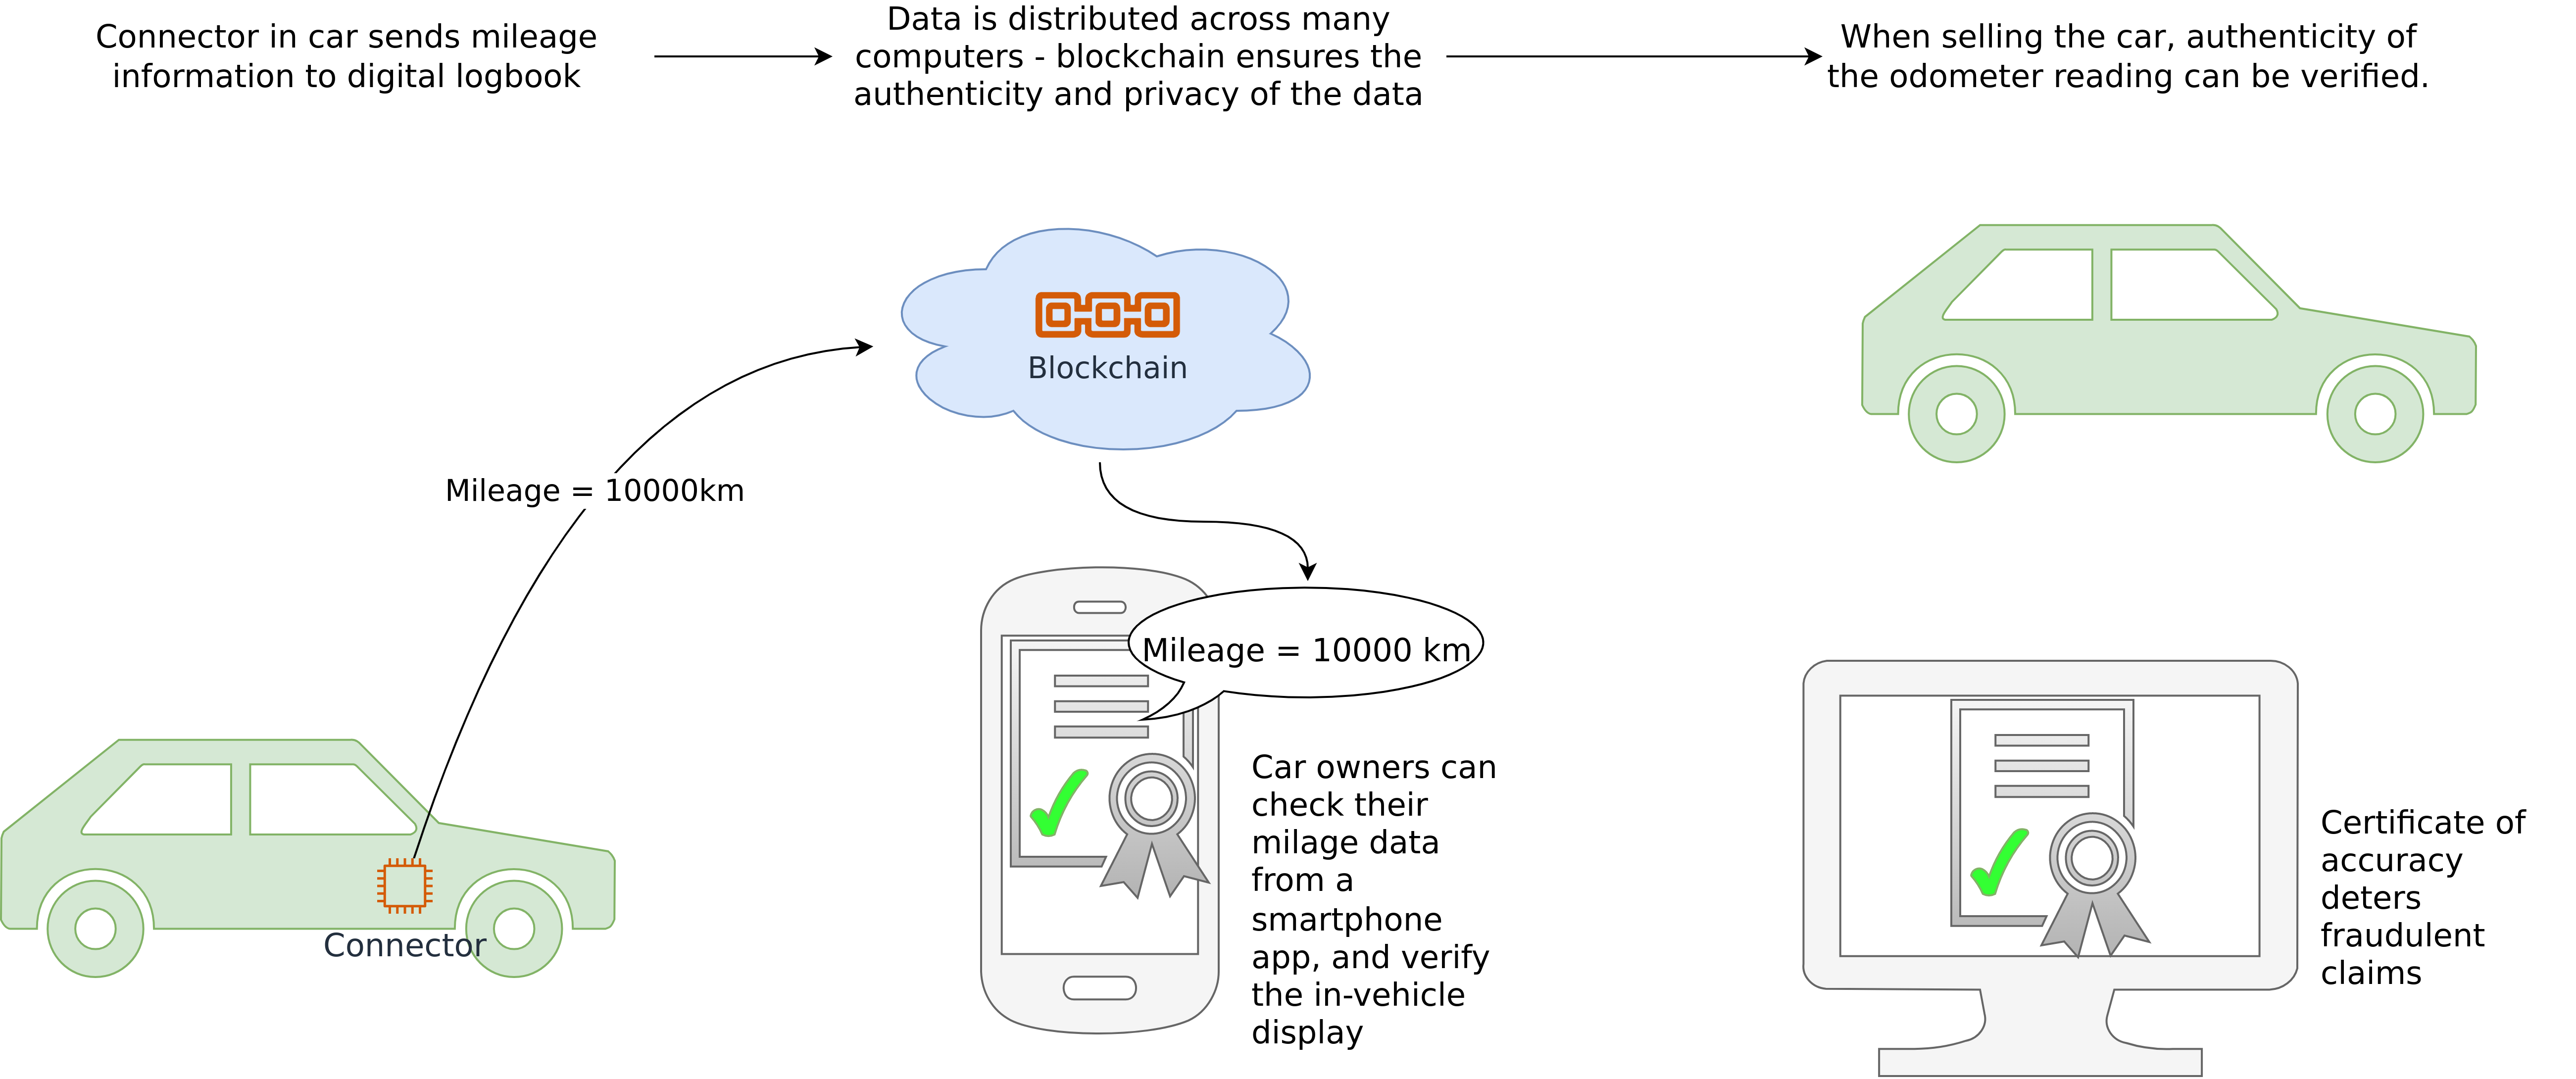 Connector in car sends mileage
information to digital logbook
Data is distributed across many
computers - blockchain ensures the
authenticity and privacy of the data
When selling the car, authenticity of
the odometer reading can be verified.
Blockchain
Mileage = 10000km
Mileage = 10000 km
Connector
Car owners can
check their
milage data
from a
smartphone
app, and verify
the in-vehicle
display
Certificate of
accuracy
deters
fraudulent
claims